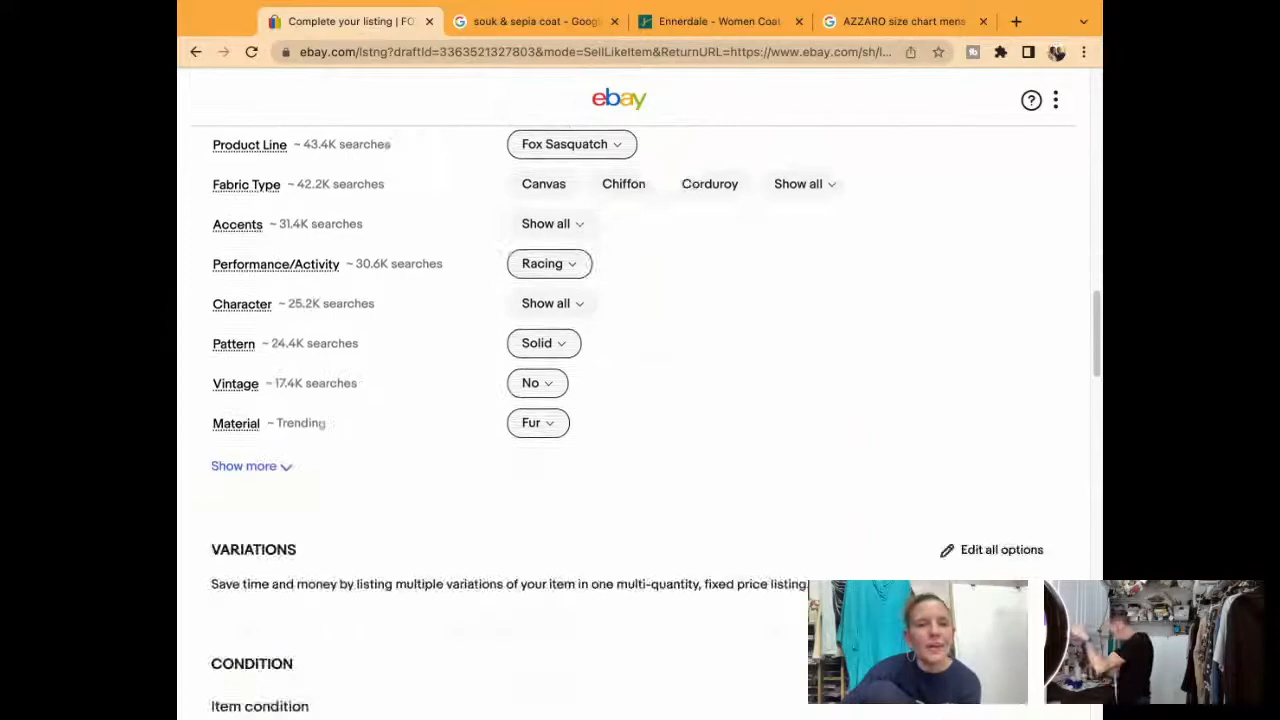 Complete your listing | FO
souk & sepia coat - Goog
Ennerdale - Women Coat
AZZARO size chart mens
ebay.com/lstng?draftId=3363521327803&mode=SellLikeItem&ReturnURL=https://www.ebay.com/sh/l...
ebay
Product Line ~ 43.4K searches Fox Sasquatch
Fabric Type ~ 42.2K searches Canvas Chiffon Corduroy Show all
Accents ~ 31.4K searches Show all
Performance/Activity ~ 30.6K searches Racing
Character ~ 25.2K searches Show all
Pattern ~ 24.4K searches Solid
Vintage ~ 17.4K searches No
Material ~ Trending Fur
Show more
VARIATIONS Edit all options
Save time and money by listing multiple variations of your item in one multi-quantity, fixed price listing.
CONDITION
Item condition